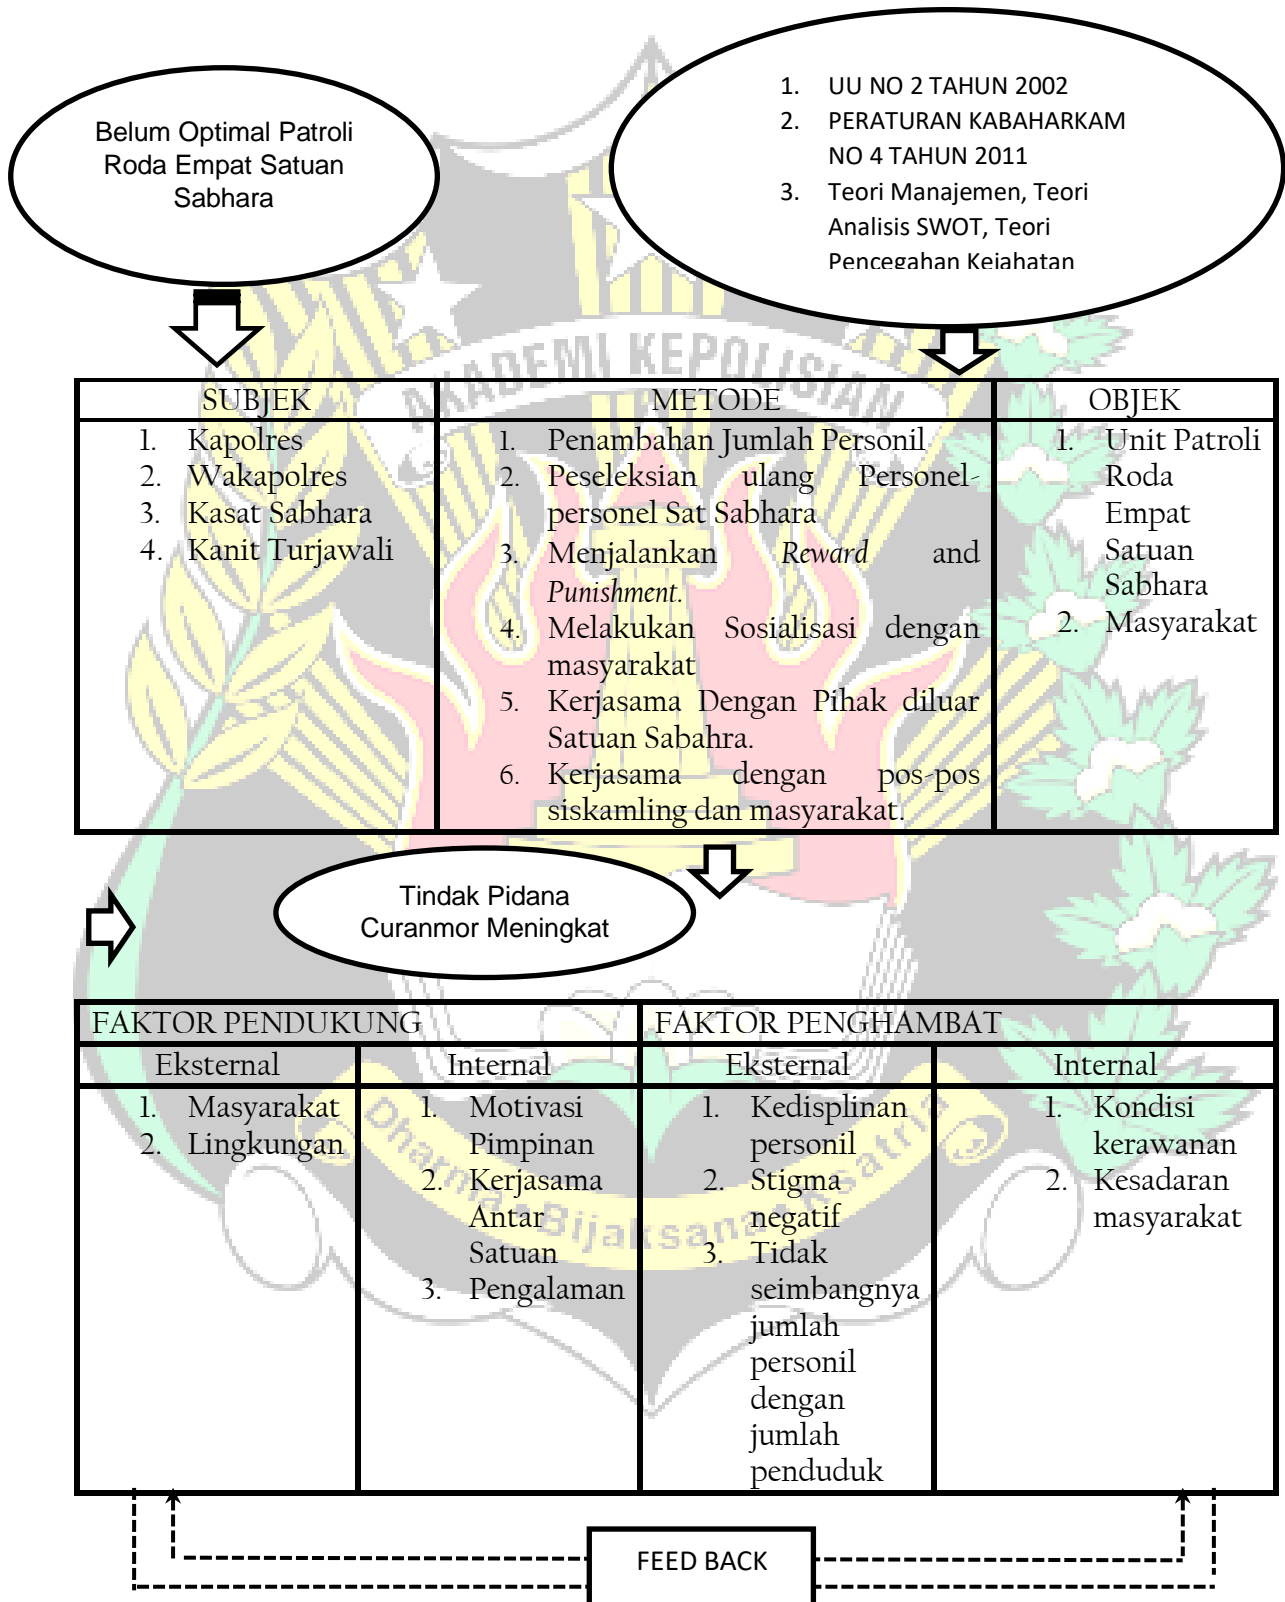 Belum Optimal Patroli
Roda Empat Satuan
Sabhara
1. UU NO 2 TAHUN 2002
2. PERATURAN KABAHARKAM
NO 4 TAHUN 2011
3. Teori Manajemen, Teori
Analisis SWOT, Teori
Pencegahan Kejahatan
AKADEMI KEPOLISIAN
SUBJEK
1. Kapolres
2. Wakapolres
3. Kasat Sabhara
4. Kanit Turjawali
METODE
1. Penambahan Jumlah Personil
2. Peseleksian ulang Personel-
personel Sat Sabhara
3. Menjalankan Reward and
Punishment.
4. Melakukan Sosialisasi dengan
masyarakat
5. Kerjasama Dengan Pihak diluar
Satuan Sabahra.
6. Kerjasama dengan pos-pos
siskamling dan masyarakat.
OBJEK
1. Unit Patroli
Roda
Empat
Satuan
Sabhara
2. Masyarakat
Tindak Pidana
Curanmor Meningkat
FAKTOR PENDUKUNG
Eksternal
1. Masyarakat
2. Lingkungan
Internal
1. Motivasi
Pimpinan
2. Kerjasama
Antar
Satuan
3. Pengalaman
FAKTOR PENGHAMBAT
Eksternal
1. Kedisplinan
personil
2. Stigma
negatif
3. Tidak
seimbangnya
jumlah
personil
dengan
jumlah
penduduk
Internal
1. Kondisi
kerawanan
2. Kesadaran
masyarakat
Dharma • Bijaksana • Ksatria
FEED BACK